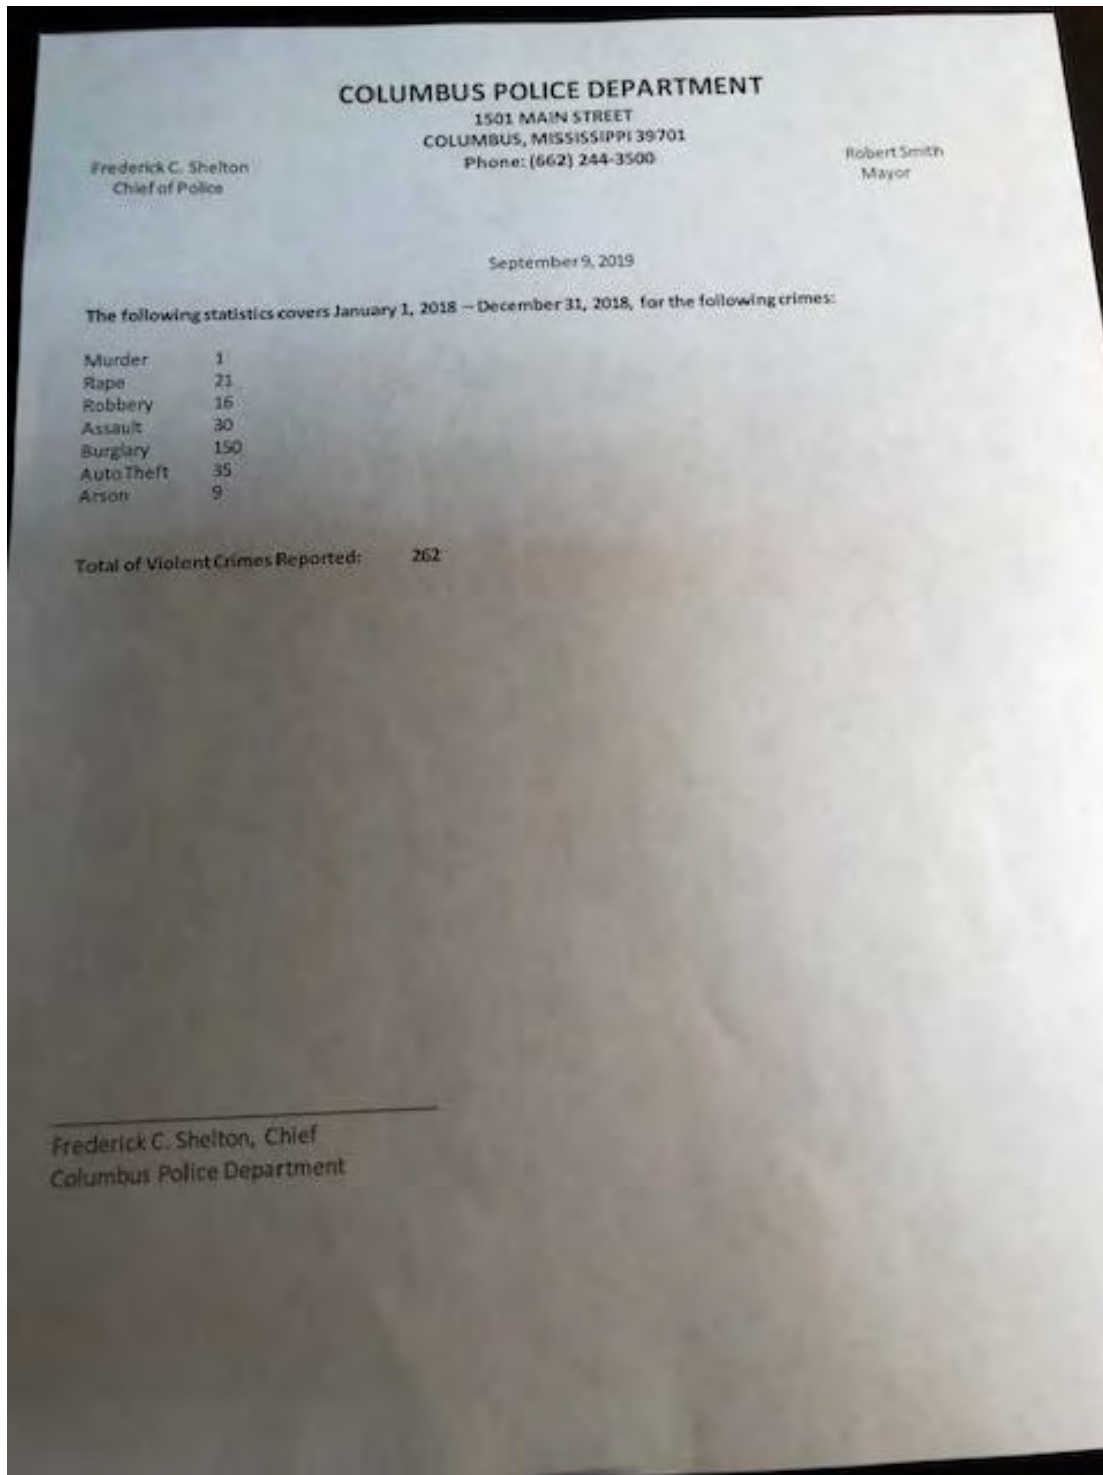 COLUMBUS POLICE DEPARTMENT
1501 MAIN STREET
COLUMBUS, MISSISSIPPI 39701
Phone: (662) 244-3500
Frederick C. Shelton
Chief of Police
Robert Smith
Mayor
September 9, 2019
The following statistics covers January 1, 2018 – December 31, 2018, for the following crimes:
Murder 1
Rape 21
Robbery 16
Assault 30
Burglary 150
Auto Theft 35
Arson 9
Total of Violent Crimes Reported: 262
Frederick C. Shelton, Chief
Columbus Police Department